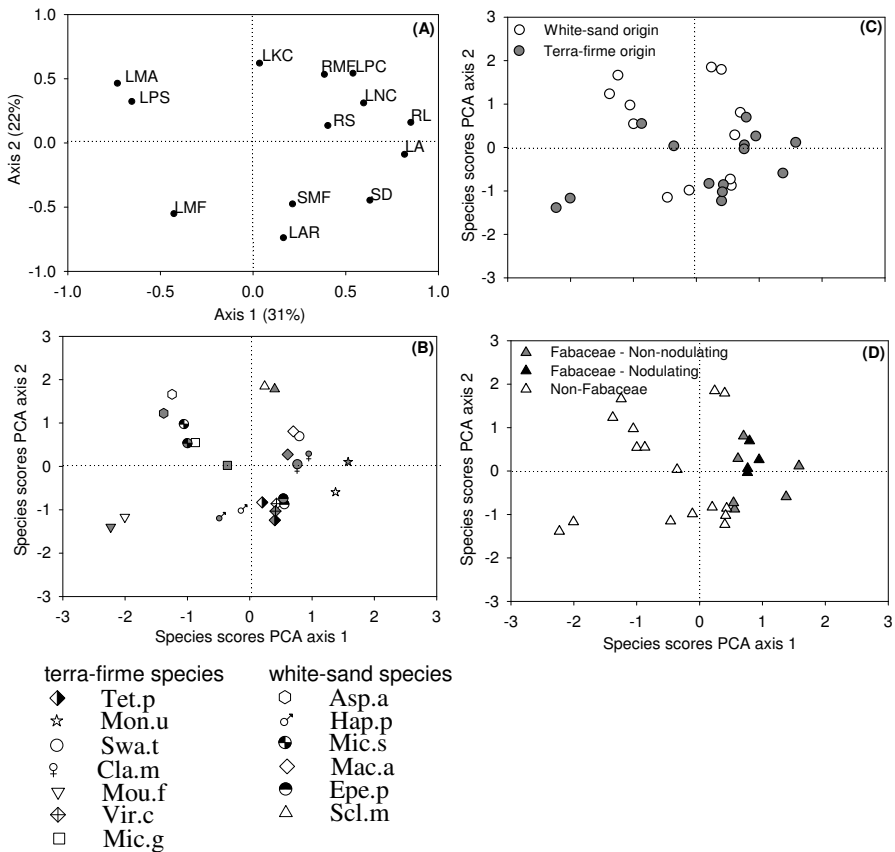 (A)
1.0
0.5
0.0
-0.5
-1.0
-1.0
-0.5
0.0
0.5
1.0
Axis 2 (22%)
Axis 1 (31%)
LMA
LPS
LKC
RMF
LPC
LNC
RS
RL
LA
LMF
SMF
SD
LAR
(C)
White-sand origin
Terra-firme origin
3
2
1
0
-1
-2
-3
Species scores PCA axis 2
(B)
3
2
1
0
-1
-2
-3
-3
-2
-1
0
1
2
3
Species scores PCA axis 2
Species scores PCA axis 1
(D)
Fabaceae - Non-nodulating
Fabaceae - Nodulating
Non-Fabaceae
3
2
1
0
-1
-2
-3
-3
-2
-1
0
1
2
3
Species scores PCA axis 2
Species scores PCA axis 1
terra-firme species
Tet.p
Mon.u
Swa.t
Cla.m
Mou.f
Vir.c
Mic.g
white-sand species
Asp.a
Hap.p
Mic.s
Mac.a
Epe.p
Scl.m